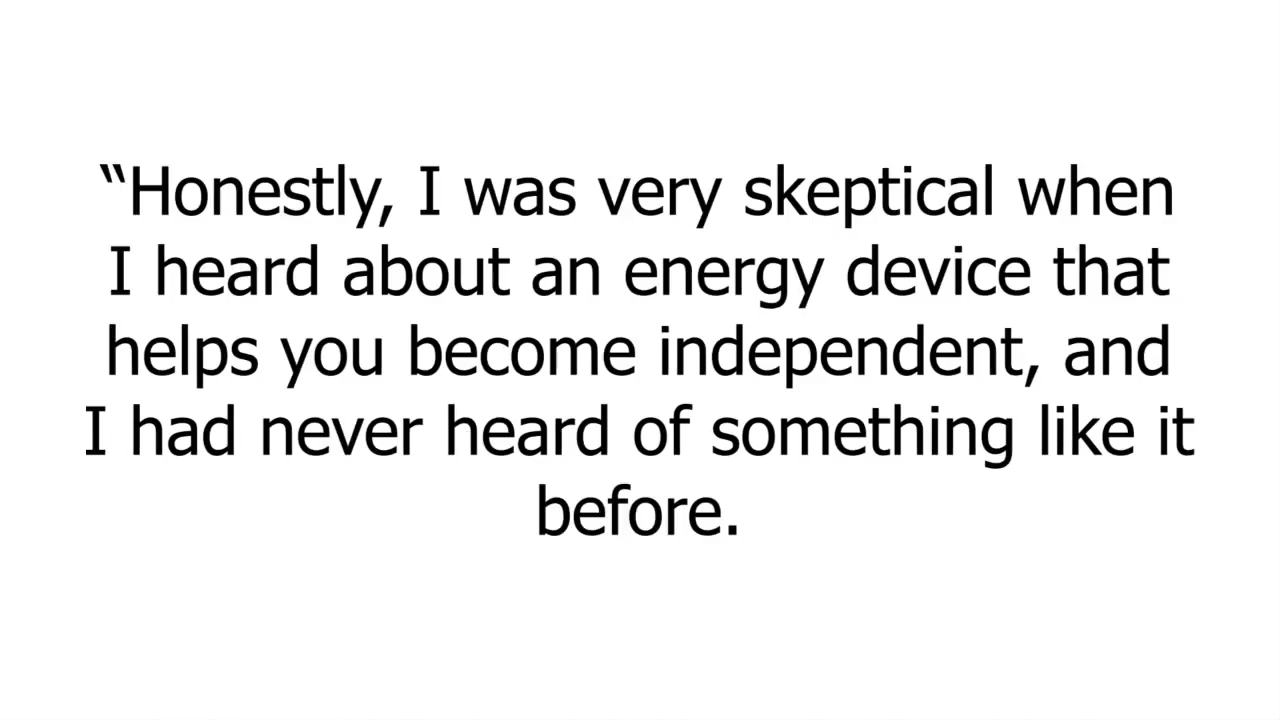 “Honestly, I was very skeptical when
I heard about an energy device that
helps you become independent, and
I had never heard of something like it
before.